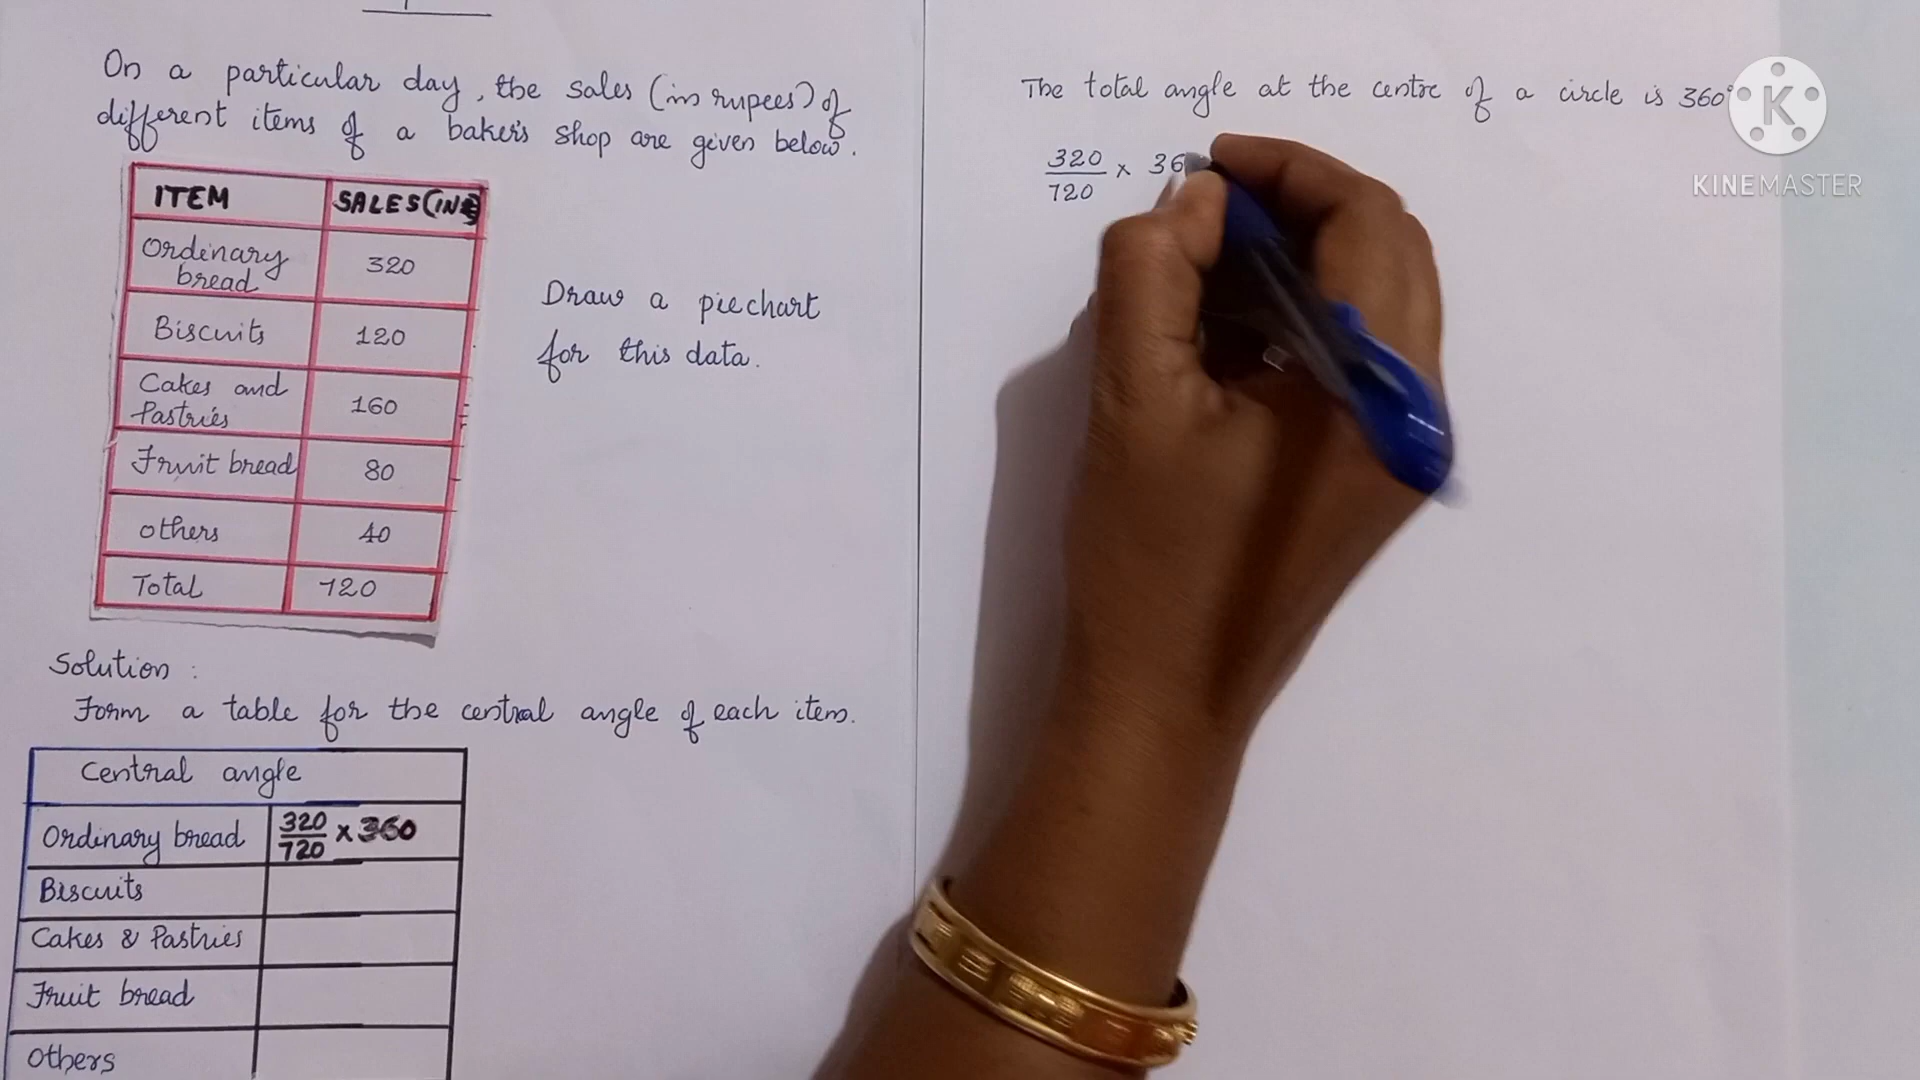 On a particular day, the sales (in rupees) of
different items of a baker's shop are given below.
ITEM SALES(IN ₹)
Ordinary bread 320
Biscuits 120
Cakes and Pastries 160
Fruit bread 80
others 40
Total 720
Draw a piechart
for this data.
Solution :
Form a table for the central angle of each item.
Central angle
Ordinary bread 320/720 x 360
Biscuits
Cakes & Pastries
Fruit bread
others
The total angle at the centre of a circle is 360°
320/720 x 36
K
KINEMASTER